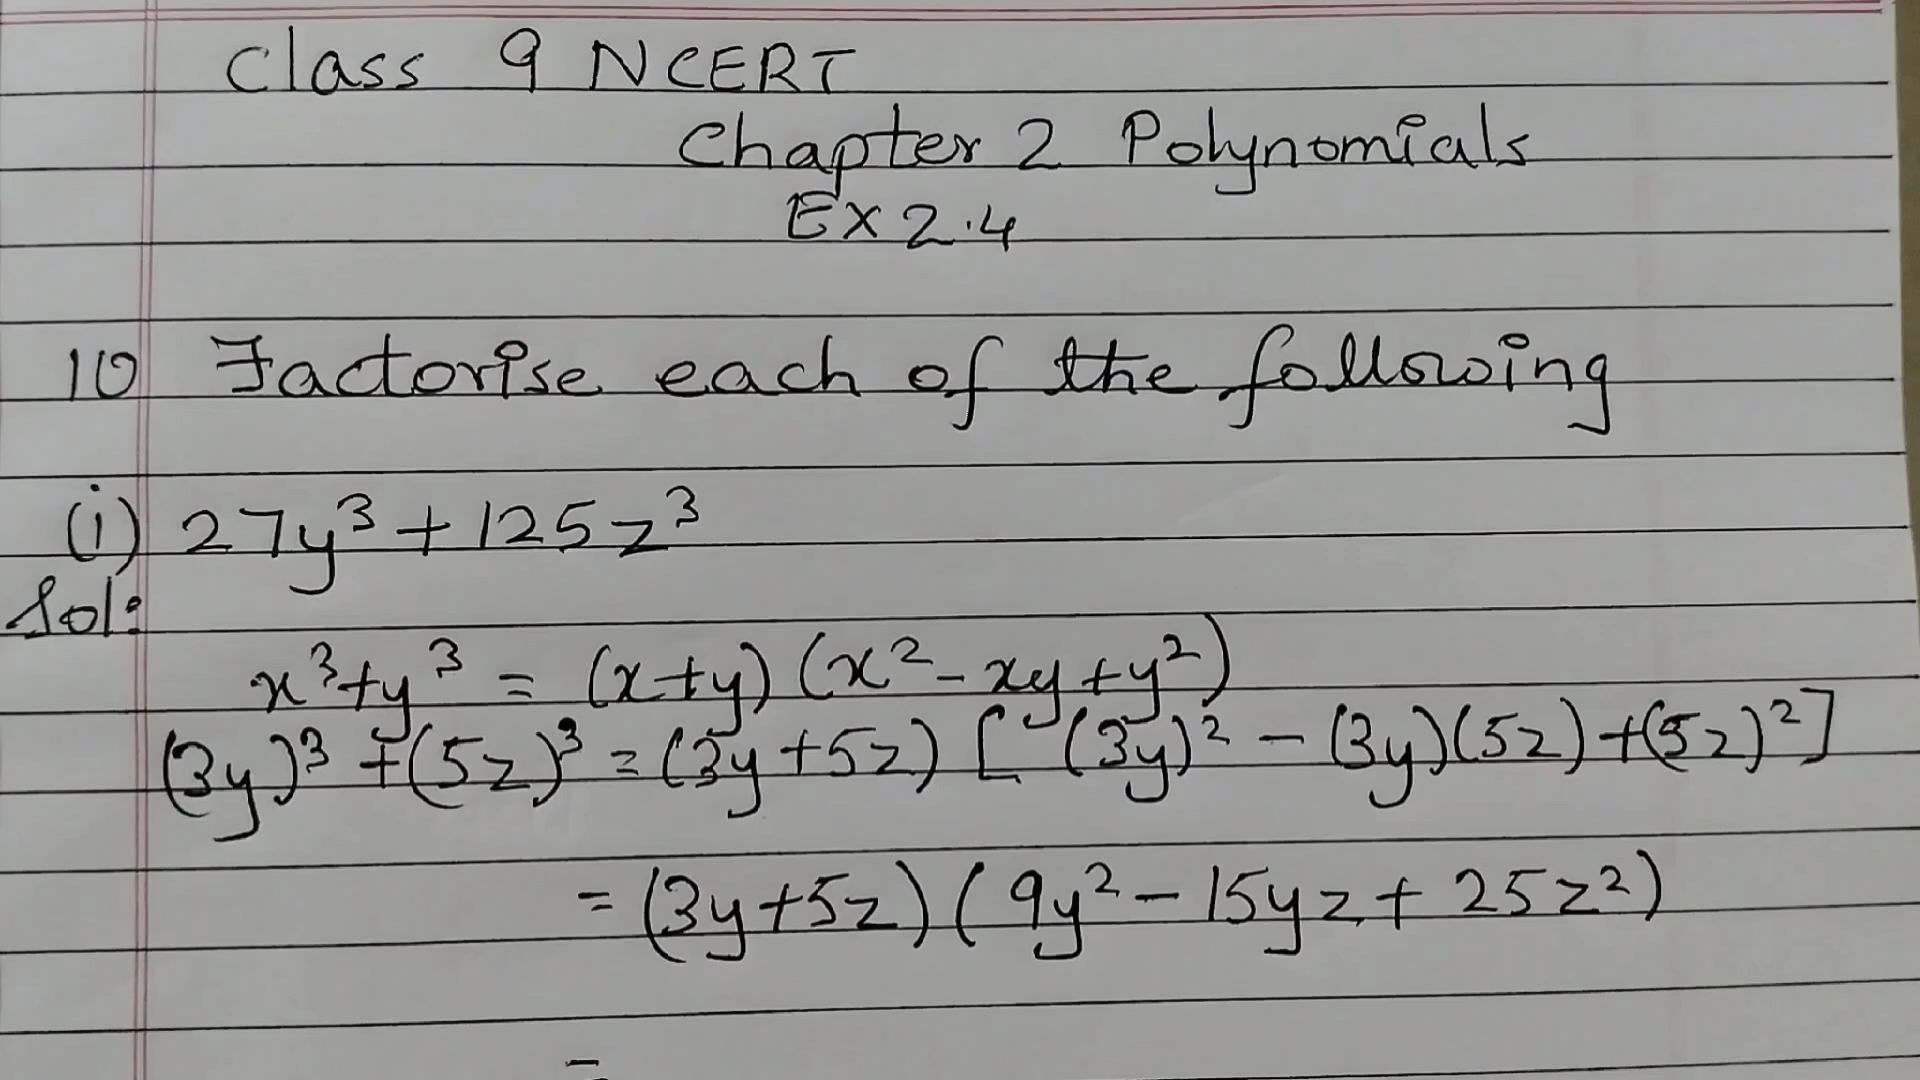 Class 9 NCERT
Chapter 2 Polynomials
Ex 2.4
10 Factorise each of the following
(i) 27y³ + 125z³
Sol:
x³+y³ = (x+y) (x² - xy + y²)
(3y)³ + (5z)³ = (3y + 5z) [ (3y)² - (3y)(5z) + (5z)² ]
= (3y+5z) ( 9y² - 15yz + 25z²)